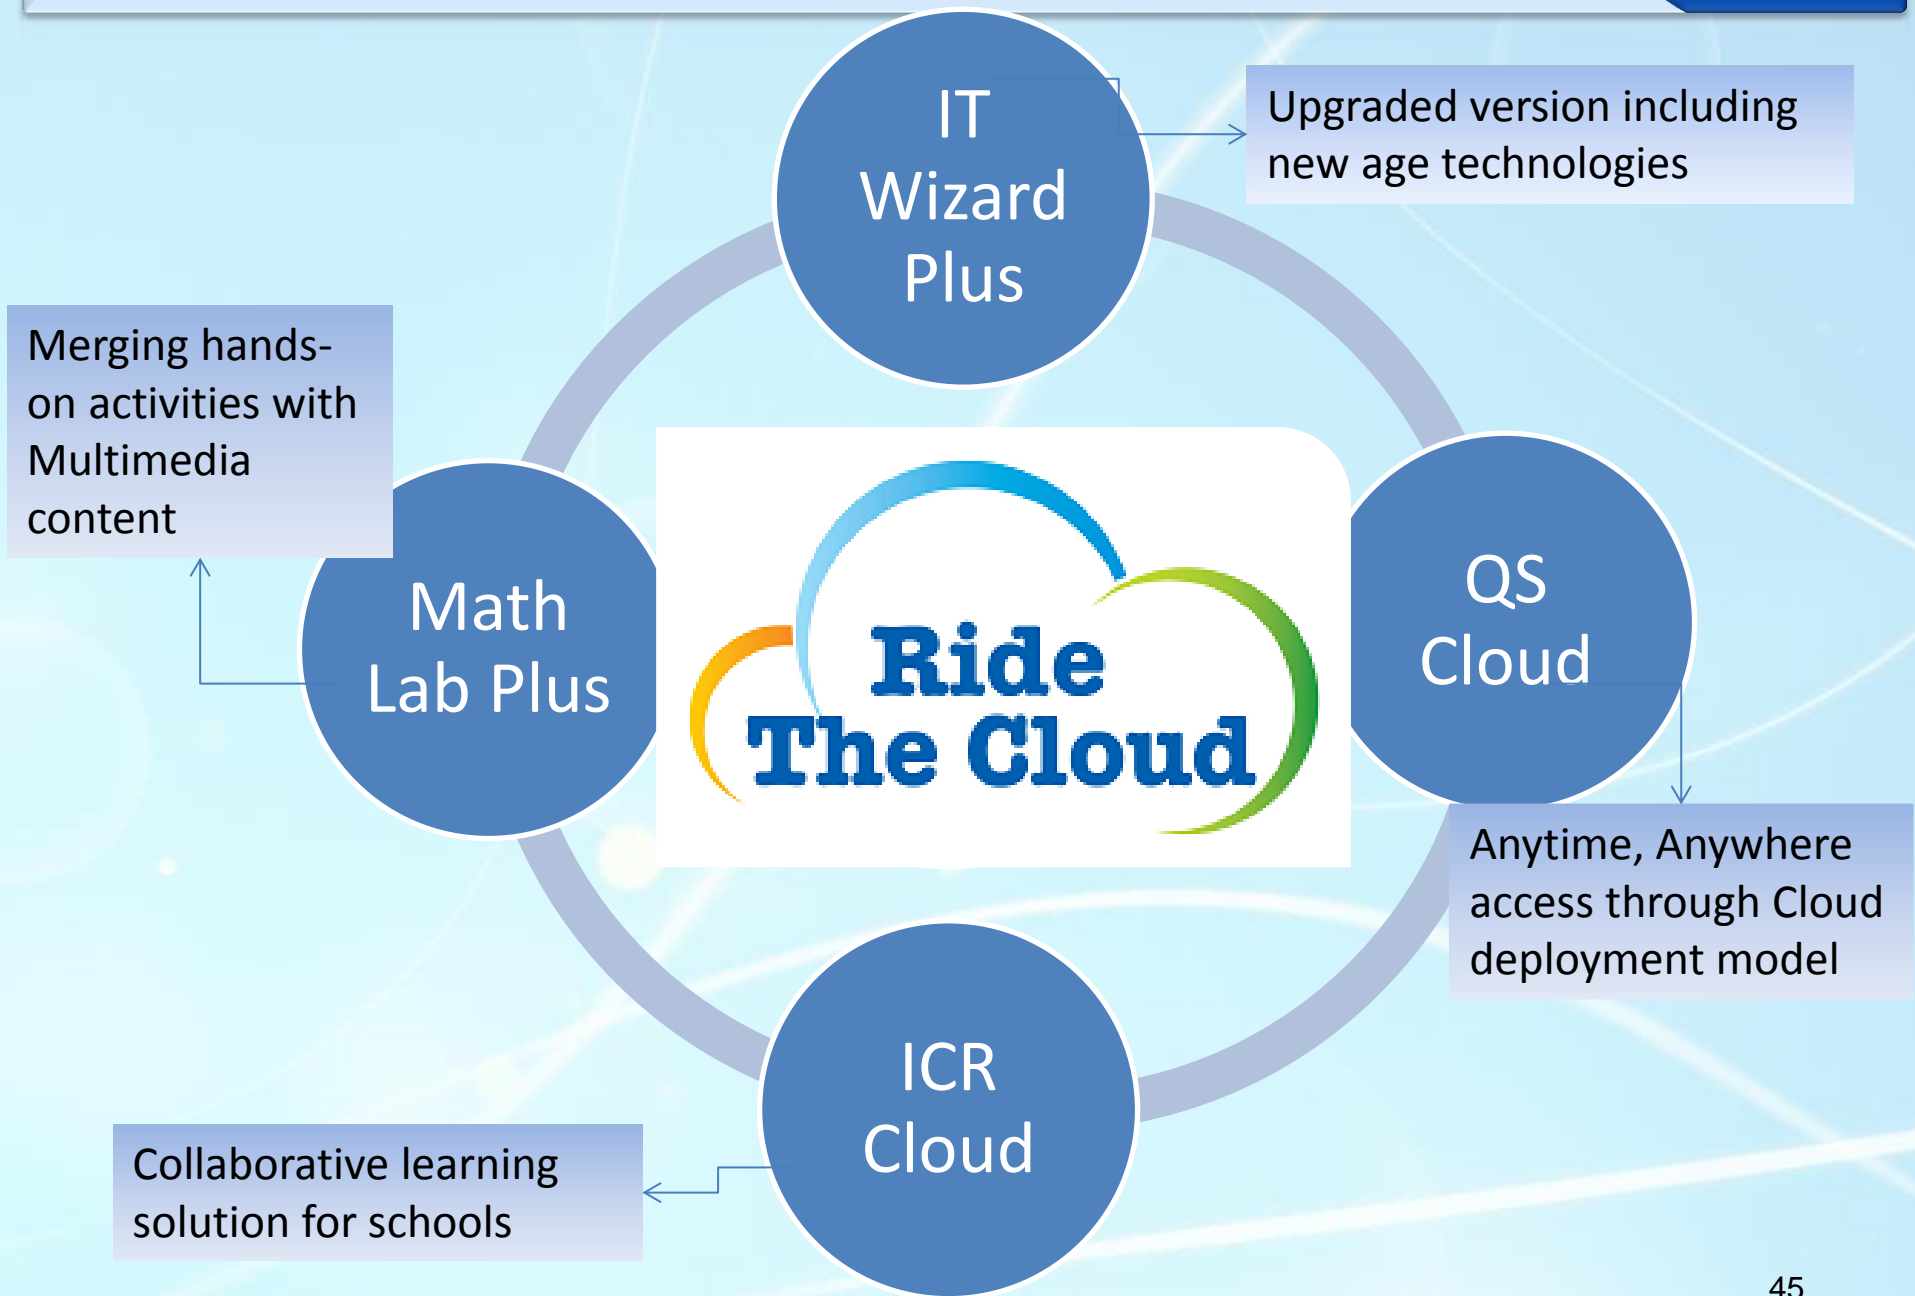 IT
Wizard
Plus
Upgraded version including
new age technologies
Merging hands-
on activities with
Multimedia
content
Math
Lab Plus
Ride
The Cloud
QS
Cloud
Anytime, Anywhere
access through Cloud
deployment model
ICR
Cloud
Collaborative learning
solution for schools
45